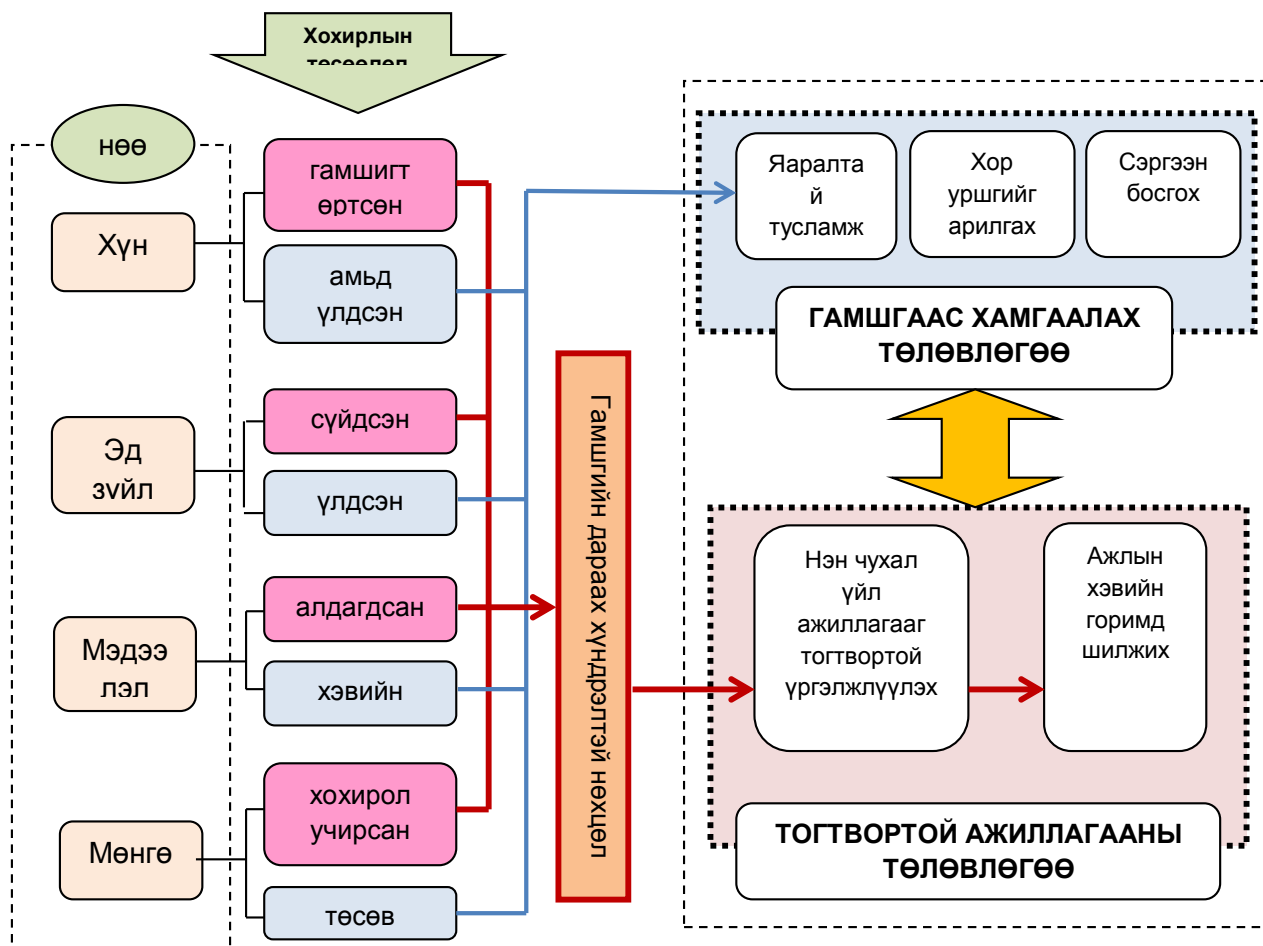 Хохирлын
төсөөлөл
нөө
Хүн
гамшигт
өртсөн
амьд
үлдсэн
Эд
зүйл
сүйдсэн
үлдсэн
Мэдээ
лэл
алдагдсан
хэвийн
Мөнгө
хохирол
учирсан
төсөв
Гамшгийн дараах хүндрэлтэй нөхцөл
Яаралта
й
тусламж
Хор
уршгийг
арилгах
Сэргээн
босгох
ГАМШГААС ХАМГААЛАХ
ТӨЛӨВЛӨГӨӨ
Нэн чухал
үйл
ажиллагааг
тогтвортой
үргэлжлүүлэх
Ажлын
хэвийн
горимд
шилжих
ТОГТВОРТОЙ АЖИЛЛАГААНЫ
ТӨЛӨВЛӨГӨӨ